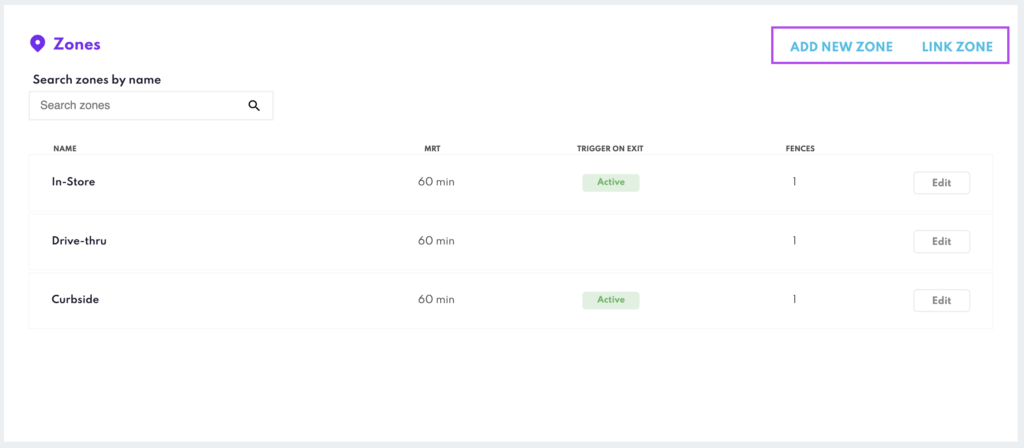 Zones
ADD NEW ZONE LINK ZONE
Search zones by name
Search zones
NAME MRT TRIGGER ON EXIT FENCES
In-Store 60 min Active 1 Edit
Drive-thru 60 min 1 Edit
Curbside 60 min Active 1 Edit